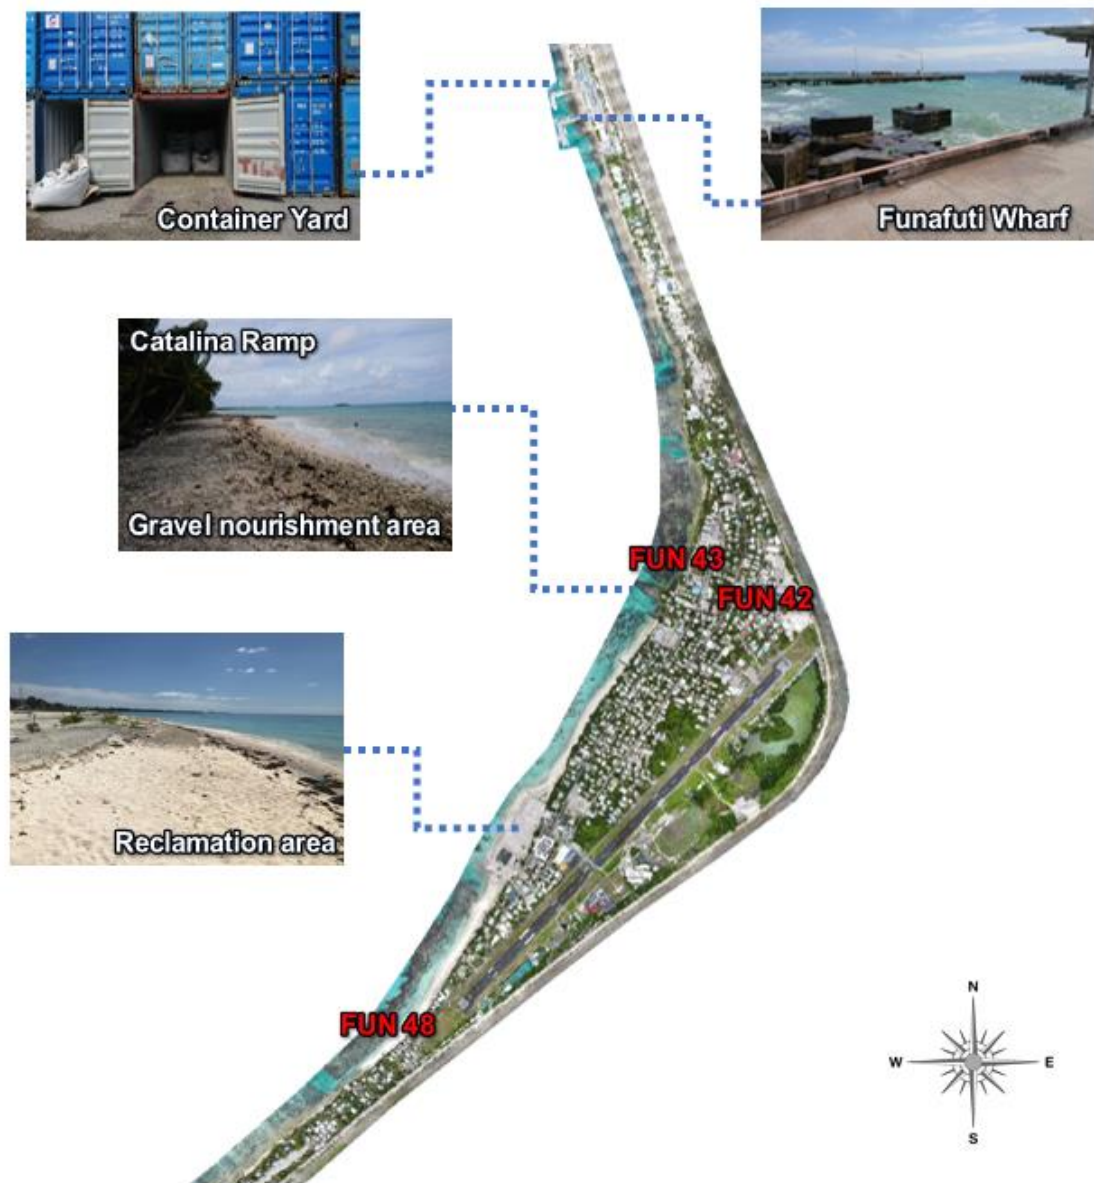 Container Yard
Funafuti Wharf
Catalina Ramp
Gravel nourishment area
FUN 43
FUN 42
Reclamation area
FUN 48
N
W
E
S